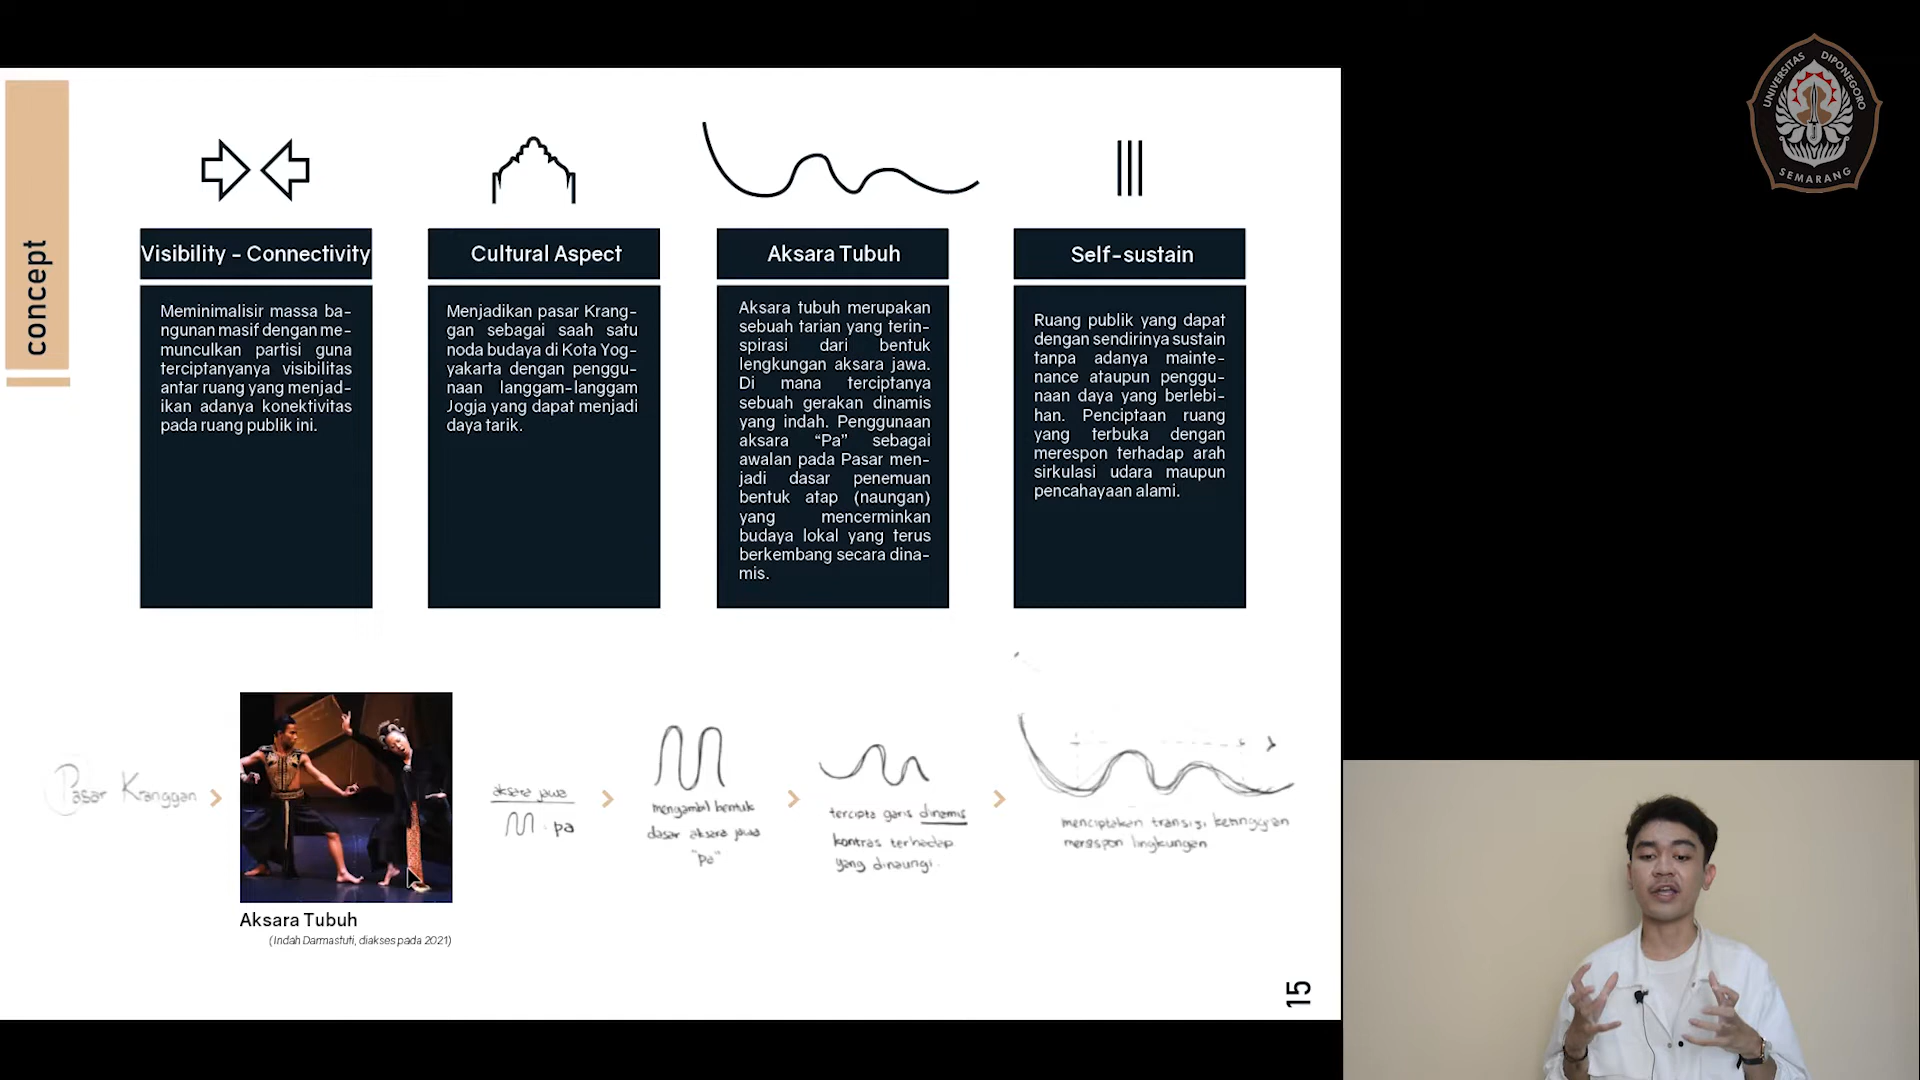 UNIVERSITAS DIPONEGORO
SEMARANG
concept
Visibility - Connectivity
Meminimalisir massa ba-
ngunan masif dengan me-
munculkan partisi guna
terciptanyanya visibilitas
antar ruang yang menjad-
ikan adanya konektivitas
pada ruang publik ini.
Cultural Aspect
Menjadikan pasar Krang-
gan sebagai saah satu
noda budaya di Kota Yog-
yakarta dengan penggu-
naan langgam-langgam
Jogja yang dapat menjadi
daya tarik.
Aksara Tubuh
Aksara tubuh merupakan
sebuah tarian yang terin-
spirasi dari bentuk
lengkungan aksara jawa.
Di mana terciptanya
sebuah gerakan dinamis
yang indah. Penggunaan
aksara “Pa” sebagai
awalan pada Pasar men-
jadi dasar penemuan
bentuk atap (naungan)
yang mencerminkan
budaya lokal yang terus
berkembang secara dina-
mis.
Self-sustain
Ruang publik yang dapat
dengan sendirinya sustain
tanpa adanya mainte-
nance ataupun penggu-
naan daya yang berlebi-
han. Penciptaan ruang
yang terbuka dengan
merespon terhadap arah
sirkulasi udara maupun
pencahayaan alami.
Pasar Kranggan
Aksara Tubuh
(Indah Darmastuti, diakses pada 2021)
aksara jawa
pa
mengambil bentuk
dasar aksara jawa
"pa"
tercipta garis dinamis
kontras terhadap
yang dinaungi.
menciptakan transisi ketinggian
merespon lingkungan
15